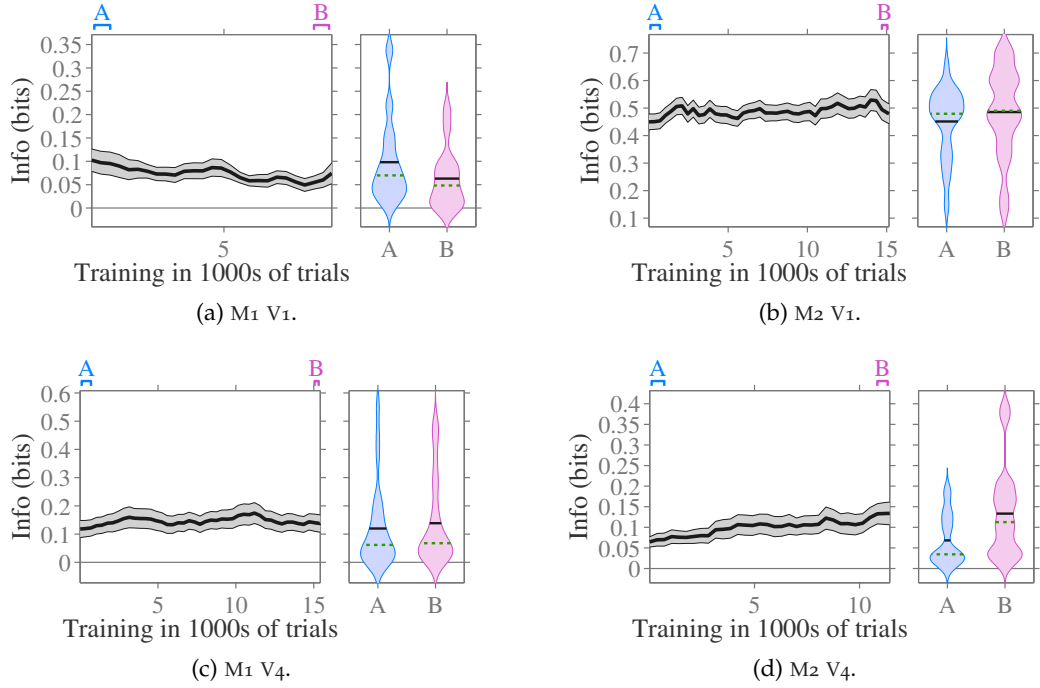 A
B
0.35
0.3
0.25
0.2
0.1
0.05
0
Info (bits)
5
A
B
Training in 1000s of trials
(a) M1 V1.
A
B
0.7
0.6
0.5
0.4
0.3
0.2
0.1
Info (bits)
5
10
15
A
B
Training in 1000s of trials
(b) M2 V1.
A
B
0.6
0.5
0.4
0.3
0.2
0.1
0
Info (bits)
5
10
15
A
B
Training in 1000s of trials
(c) M1 V4.
A
B
0.4
0.35
0.3
0.25
0.2
0.1
0.05
0
Info (bits)
5
10
A
B
Training in 1000s of trials
(d) M2 V4.